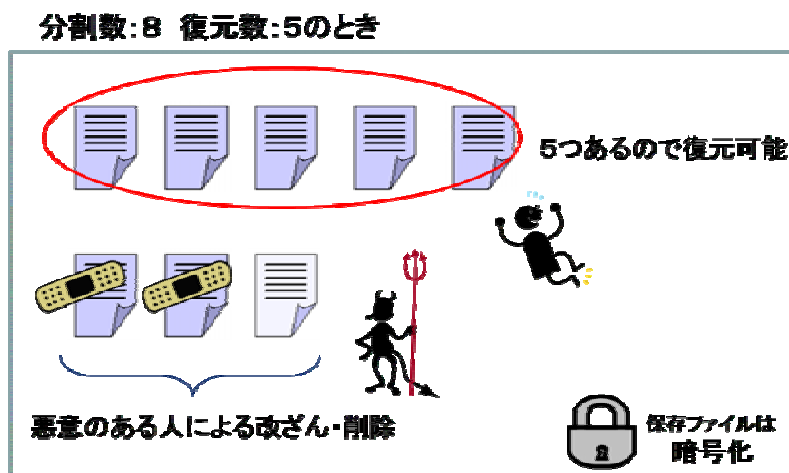 分割数:8 復元数:5のとき
5つあるので復元可能
悪意のある人による改ざん・削除
保存ファイルは
暗号化